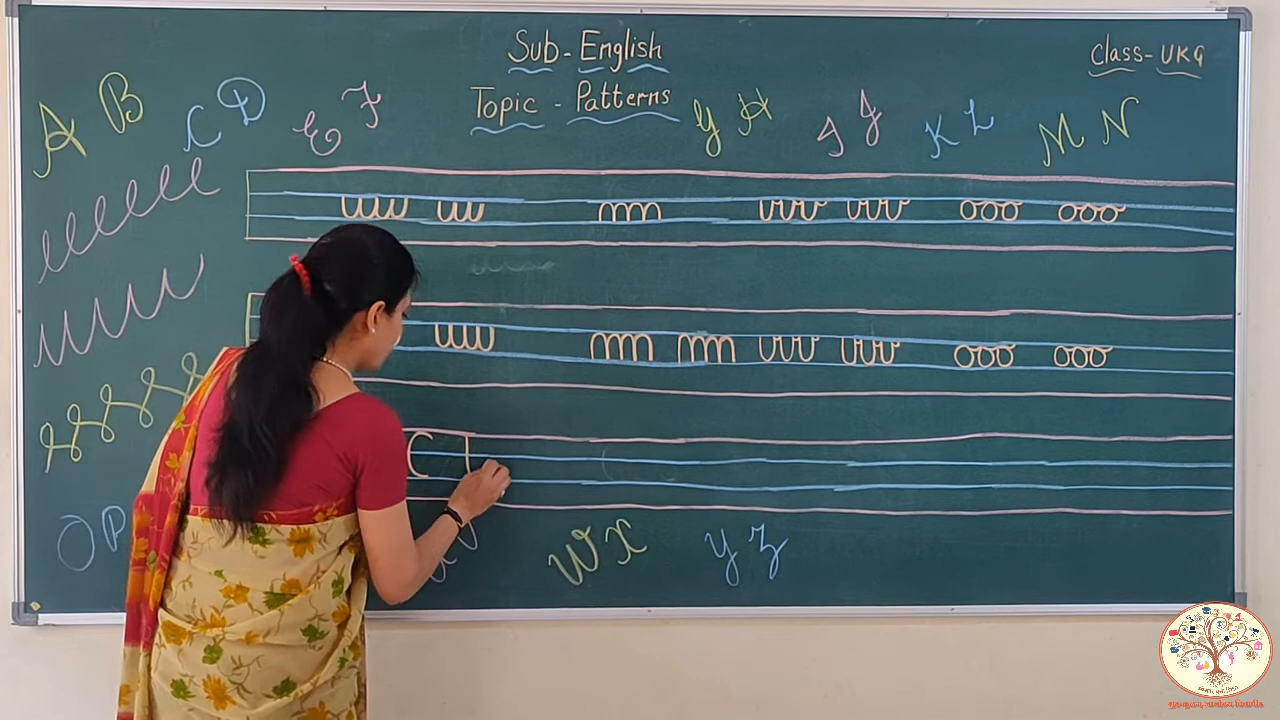 Sub - English
Class - UKG
Topic - Patterns
A B C D E F G H I J K L M N
C
O P
W X Y Z